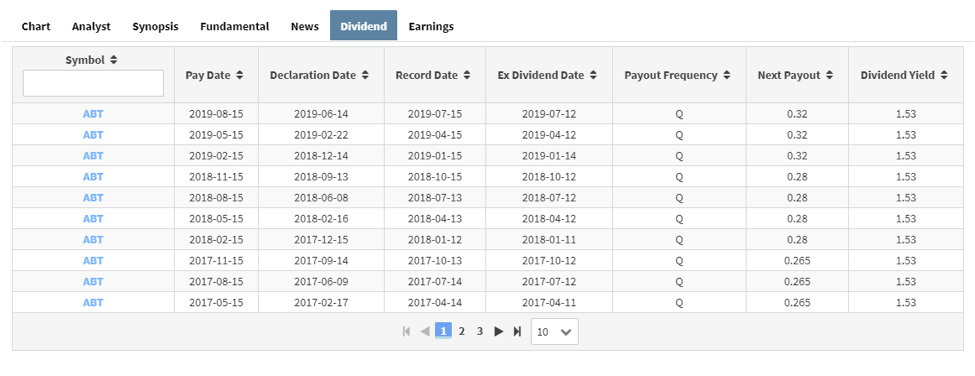 Chart Analyst Synopsis Fundamental News Dividend Earnings
Symbol Pay Date Declaration Date Record Date Ex Dividend Date Payout Frequency Next Payout Dividend Yield
ABT 2019-08-15 2019-06-14 2019-07-15 2019-07-12 Q 0.32 1.53
ABT 2019-05-15 2019-02-22 2019-04-15 2019-04-12 Q 0.32 1.53
ABT 2019-02-15 2018-12-14 2019-01-15 2019-01-14 Q 0.32 1.53
ABT 2018-11-15 2018-09-13 2018-10-15 2018-10-12 Q 0.28 1.53
ABT 2018-08-15 2018-06-08 2018-07-13 2018-07-12 Q 0.28 1.53
ABT 2018-05-15 2018-02-16 2018-04-13 2018-04-12 Q 0.28 1.53
ABT 2018-02-15 2017-12-15 2018-01-12 2018-01-11 Q 0.28 1.53
ABT 2017-11-15 2017-09-14 2017-10-13 2017-10-12 Q 0.265 1.53
ABT 2017-08-15 2017-06-09 2017-07-14 2017-07-12 Q 0.265 1.53
ABT 2017-05-15 2017-02-17 2017-04-14 2017-04-11 Q 0.265 1.53
1 2 3 10